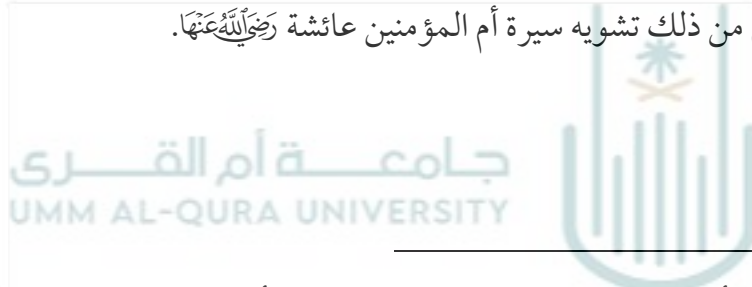 من ذلك تشويه سيرة أم المؤمنين عائشة رَضِيَ اللَّهُ عَنْهَا.
جامعة أم القرى
UMM AL-QURA UNIVERSITY